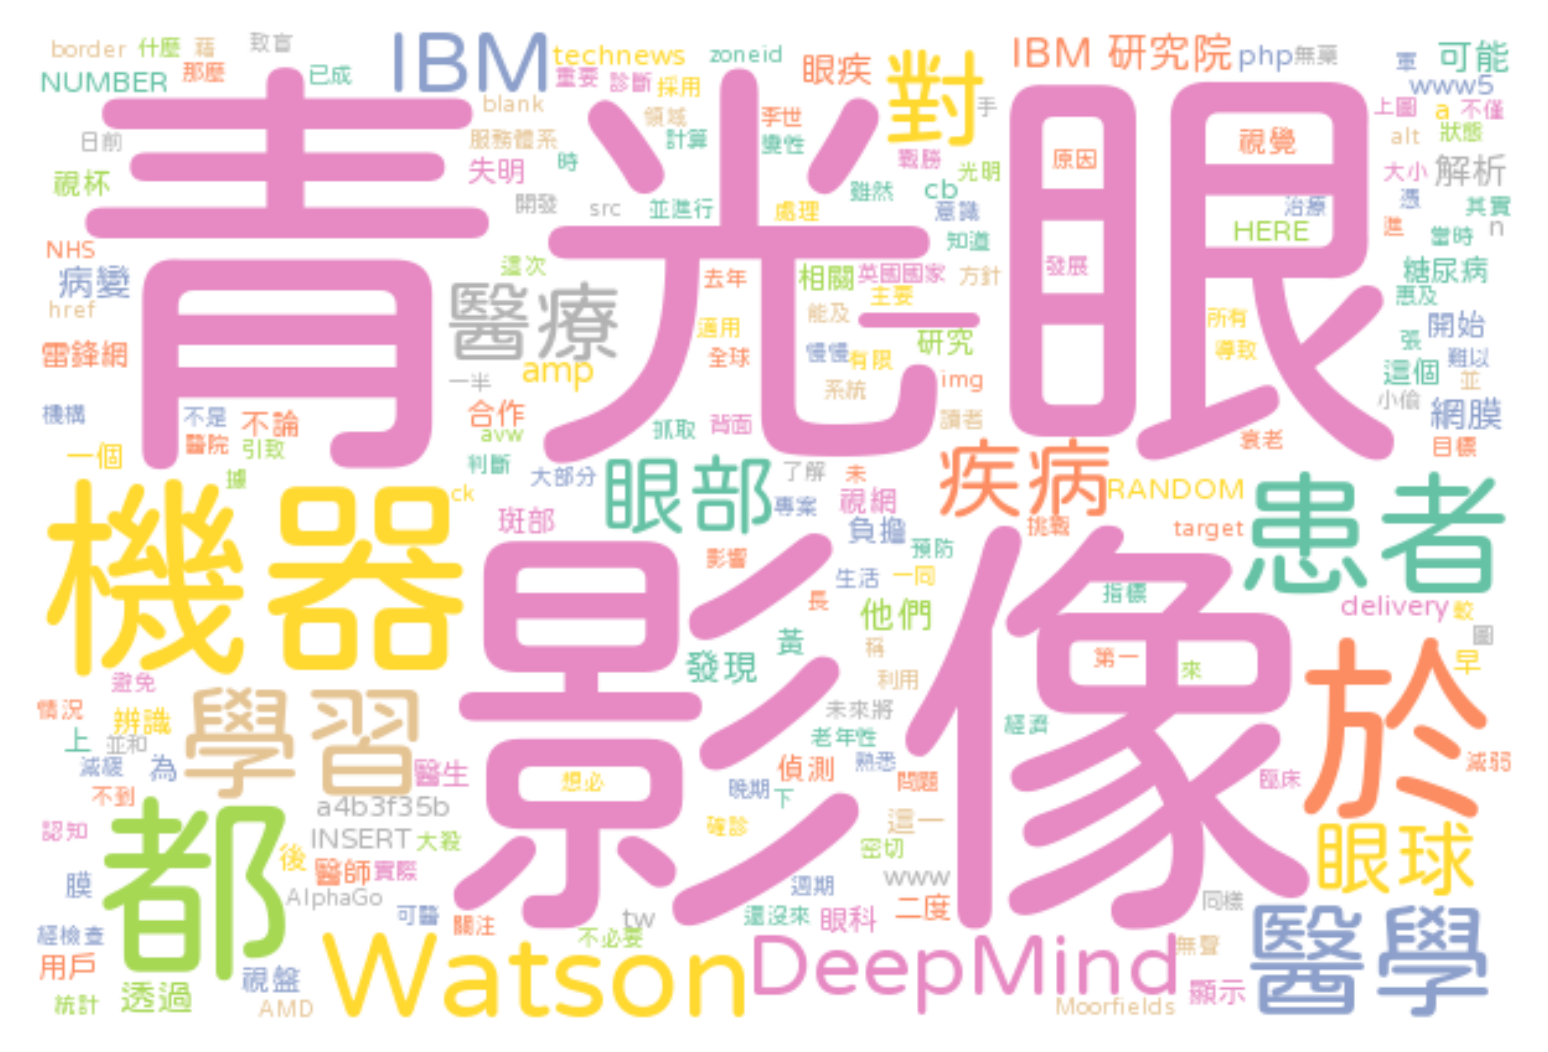 border 什麼 藉 致盲 IBM technews zoneid 眼疾 對 IBM 研究院 php 無藥 軍 可能
NUMBER 那麼 已成 重要 診斷 採用 www5
blank 領域 李世 手 上圖 a 不僅
日前 服務體系 計算 變性 原因 視覺 alt 狀態
青光眼
視杯 失明 時 戰勝 光明 大小 解析
開發 src 並進行 處理 雖然 cb 意識 治療 憑 其實
NHS 知道 HERE 進 當時 n
病變 這次 去年 相關 英國國家 方針 發展 糖尿病
href 醫療 主要 惠及
能及 一 適用 所有 開始
雷鋒網 全球 慢慢 有限 研究 導致 張 難以
一半 amp 系統 img 這個 並
機構 不是 不論 合作 讀者 小偷 網膜
醫院 引致 avw 抓取 背面 衰老 目標
一個 判斷 大部分 眼部 了解 未 疾病
據 ck 視網 RANDOM 患者
機器 斑部 專案 負擔 挑戰 target
影響 預防
影像
生活 一同 指標 delivery 較
長 他們 圖
發現 黃 稱 第一 來 早
避免 利用 於
情況 辨識 學習 未來將 經濟
上 並和 老年性
減緩 為 醫生 偵測 熟悉 問題 臨床 減弱
不到 想必 晚期 下
都 a4b3f35b 確診 這一
認知 INSERT 大殺 密切 眼球
後 醫師 實際 www
膜 AlphaGo 週期 同樣
可醫 關注 tw 還沒來 眼科 二度 醫學
經檢查 不必要 無聲
用戶 視盤 Watson DeepMind 顯示
統計 透過 AMD Moorfields